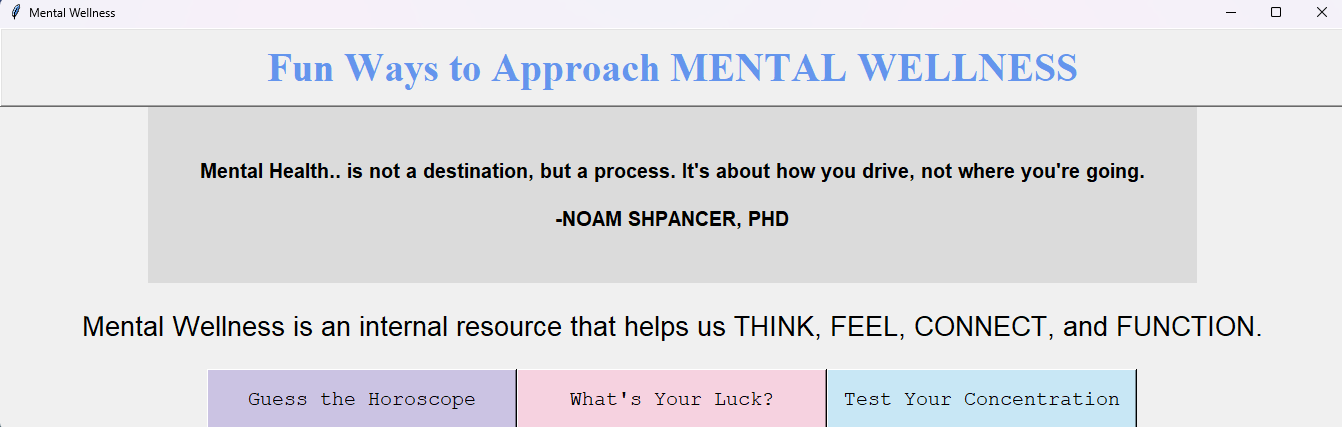 Mental Wellness
Fun Ways to Approach MENTAL WELLNESS
Mental Health.. is not a destination, but a process. It's about how you drive, not where you're going.
-NOAM SHPANCER, PHD
Mental Wellness is an internal resource that helps us THINK, FEEL, CONNECT, and FUNCTION.
Guess the Horoscope What's Your Luck? Test Your Concentration